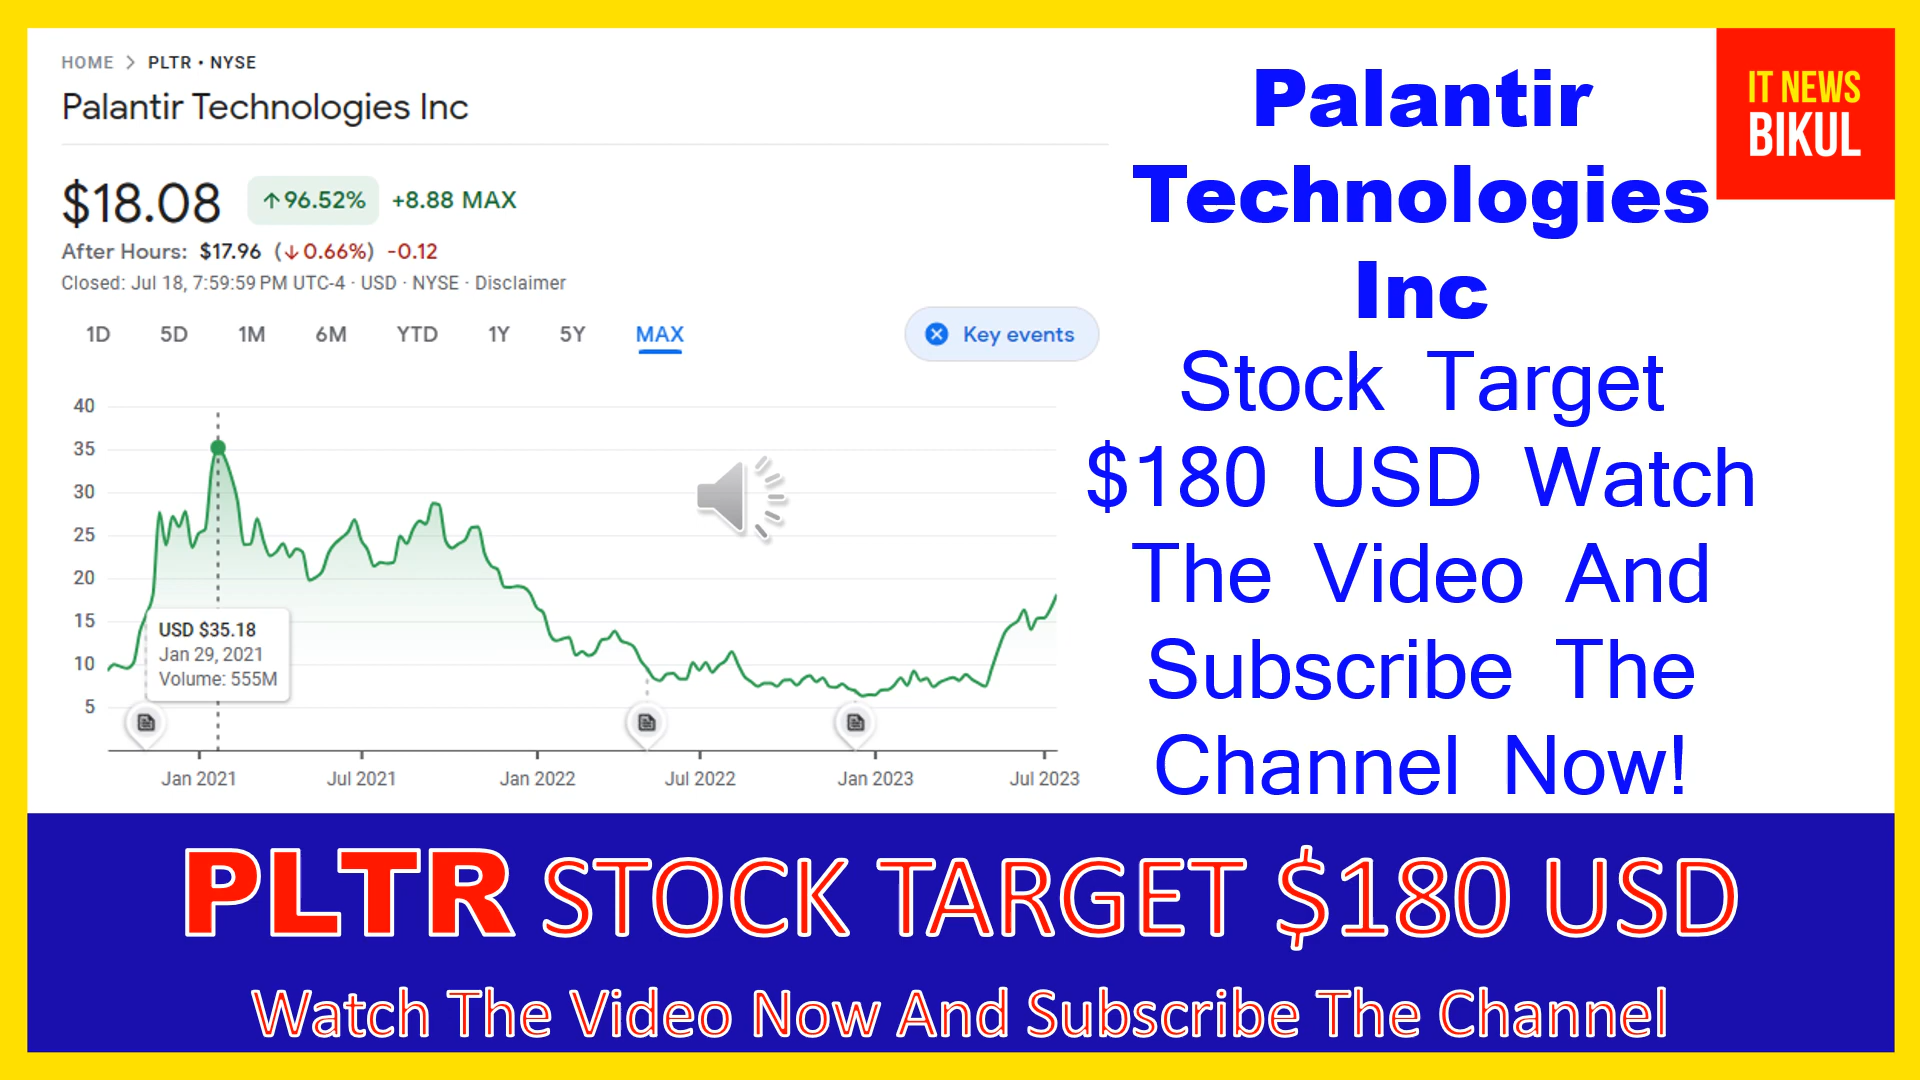 HOME > PLTR • NYSE
Palantir Technologies Inc
$18.08 ↑96.52% +8.88 MAX
After Hours: $17.96 (↓0.66%) -0.12
Closed: Jul 18, 7:59:59 PM UTC-4 · USD · NYSE · Disclaimer
1D 5D 1M 6M YTD 1Y 5Y MAX
Key events
40
35
30
25
20
15
10
5
USD $35.18
Jan 29, 2021
Volume: 555M
Jan 2021 Jul 2021 Jan 2022 Jul 2022 Jan 2023 Jul 2023
Palantir
Technologies
Inc
Stock Target
$180 USD Watch
The Video And
Subscribe The
Channel Now!
IT NEWS
BIKUL
PLTR STOCK TARGET $180 USD
Watch The Video Now And Subscribe The Channel